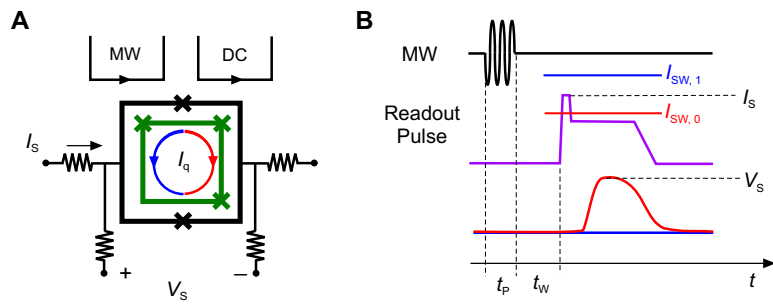 A
MW
DC
I_S
I_q
+
V_S
−
B
MW
I_SW, 1
I_S
Readout
Pulse
I_SW, 0
V_S
t_P
t_W
t